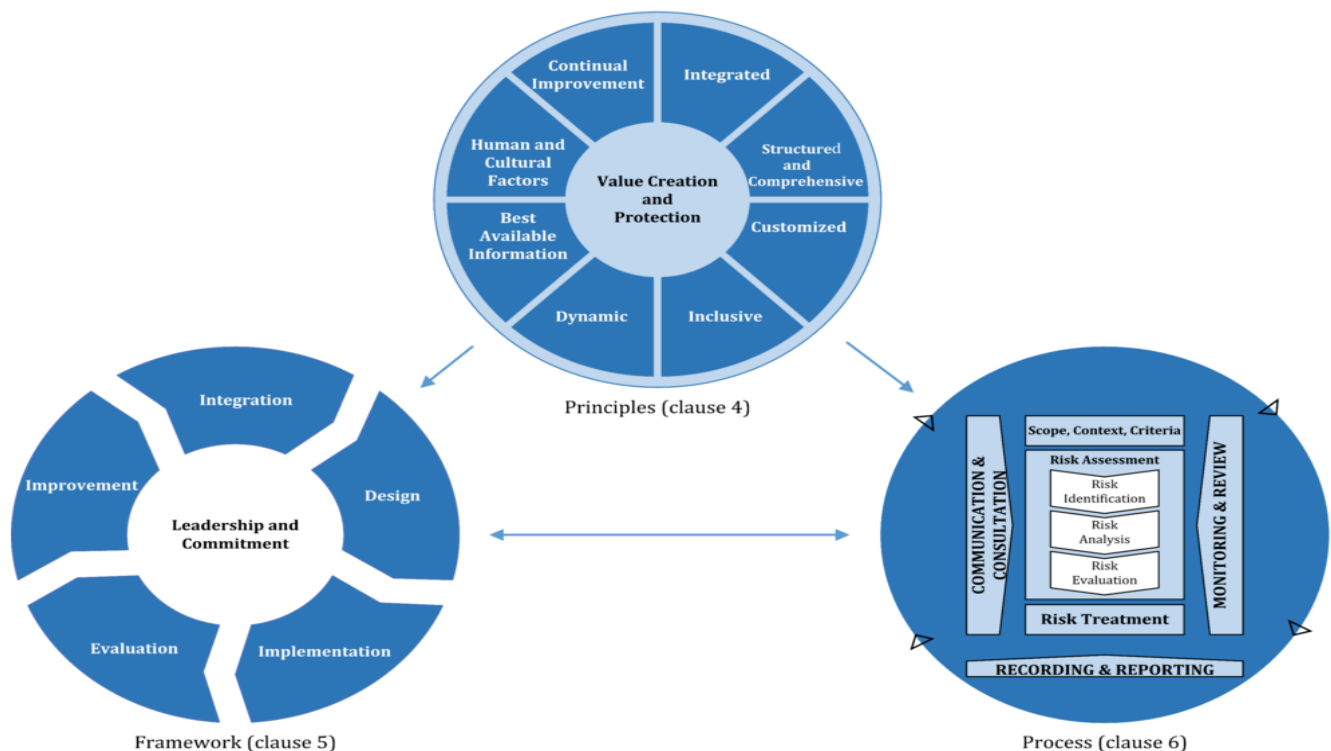 Continual
Improvement
Integrated
Human and
Cultural
Factors
Structured
and
Comprehensive
Value Creation
and
Protection
Best
Available
Information
Customized
Dynamic
Inclusive
Principles (clause 4)
Integration
Improvement
Design
Leadership and
Commitment
Evaluation
Implementation
Framework (clause 5)
Scope, Context, Criteria
Risk Assessment
Risk
Identification
Risk
Analysis
Risk
Evaluation
Risk Treatment
COMMUNICATION &
CONSULTATION
MONITORING & REVIEW
RECORDING & REPORTING
Process (clause 6)